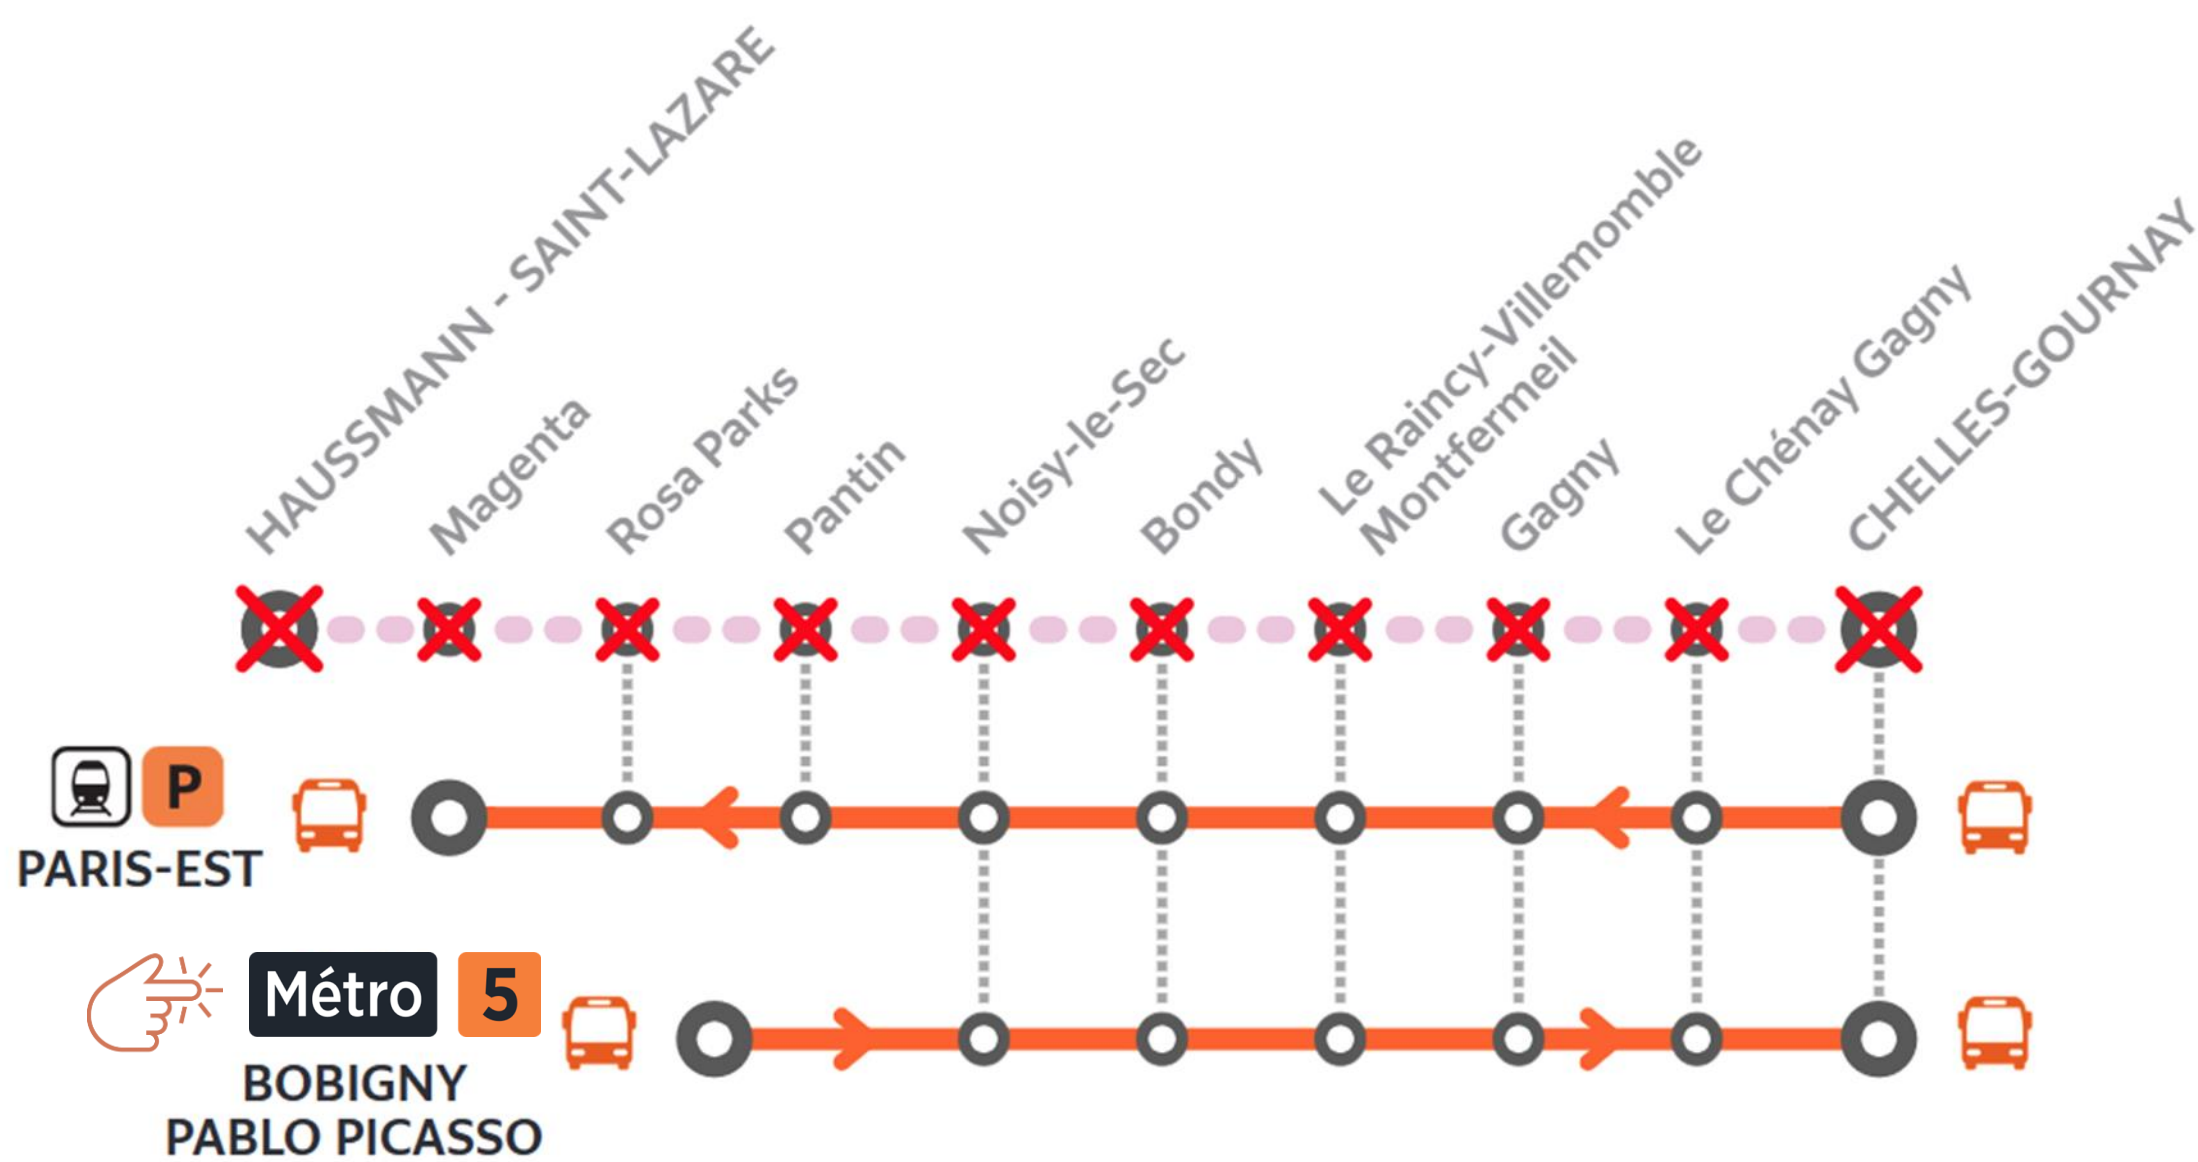 HAUSSMANN - SAINT-LAZARE
Magenta
Rosa Parks
Pantin
Noisy-le-Sec
Bondy
Le Raincy-Villemomble
Montfermeil
Gagny
Le Chénay Gagny
CHELLES-GOURNAY
P
PARIS-EST
Métro 5
BOBIGNY
PABLO PICASSO